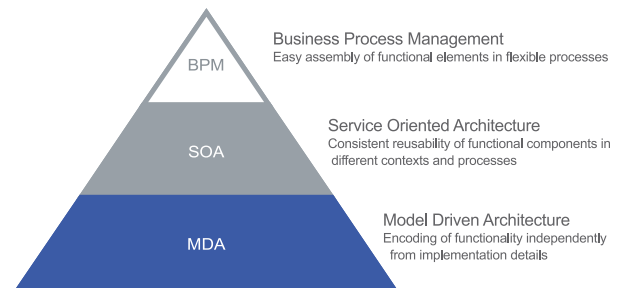 BPM
Business Process Management
Easy assembly of functional elements in flexible processes
SOA
Service Oriented Architecture
Consistent reusability of functional components in
different contexts and processes
MDA
Model Driven Architecture
Encoding of functionality independently
from implementation details